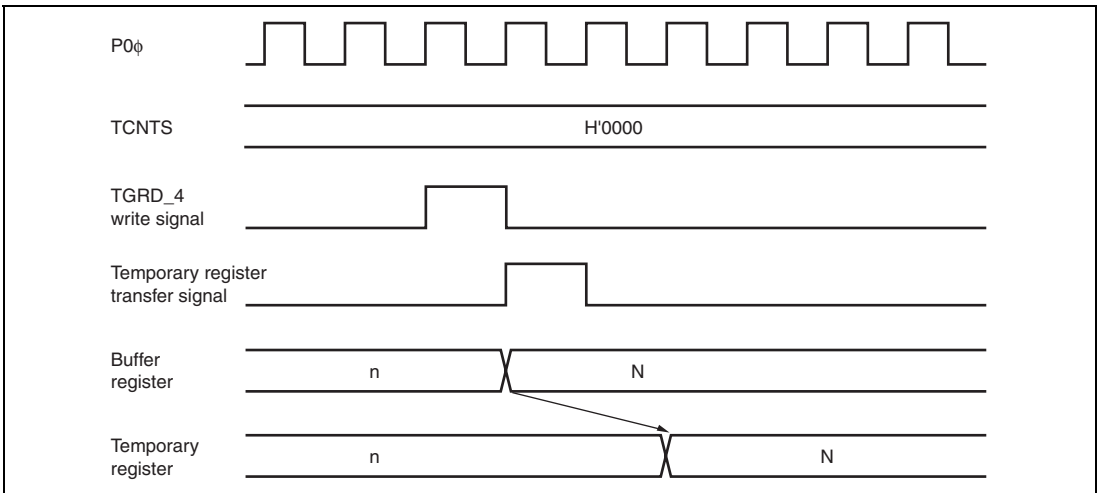 P0ϕ
TCNTS
H'0000
TGRD_4
write signal
Temporary register
transfer signal
Buffer
register
n
N
Temporary
register
n
N